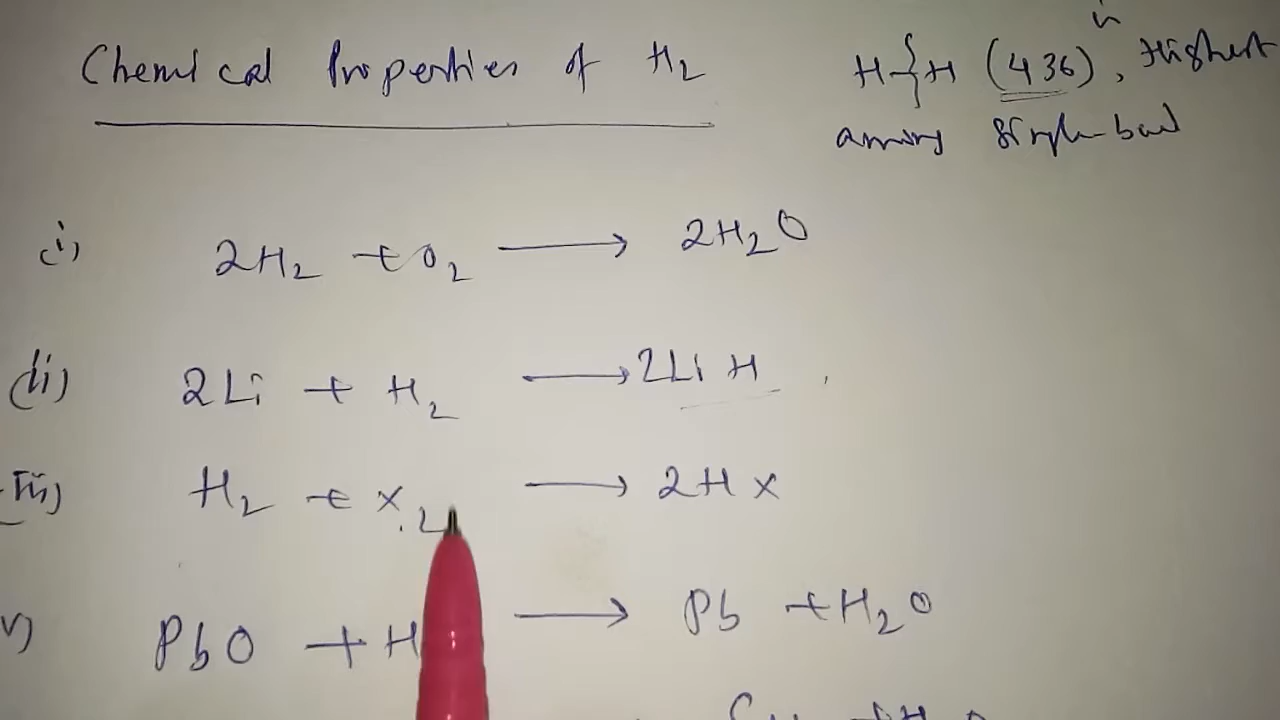 Chemical Properties of H₂
H-H (436), Highest
among single-bond
(i) 2H₂ + O₂ → 2H₂O
(ii) 2Li + H₂ → 2LiH
(iii) H₂ + X₂ → 2HX
v) PbO + H → Pb + H₂O